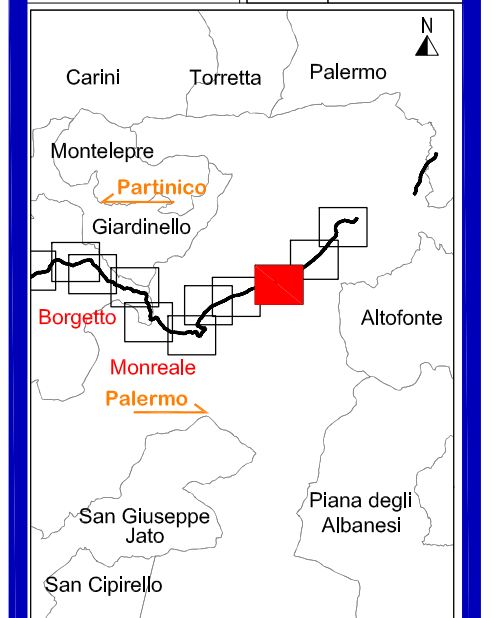 N
Carini
Torretta
Palermo
Montelepre
Partinico
Giardinello
Borgetto
Altofonte
Monreale
Palermo
San Giuseppe
Jato
Piana degli
Albanesi
San Cipirello